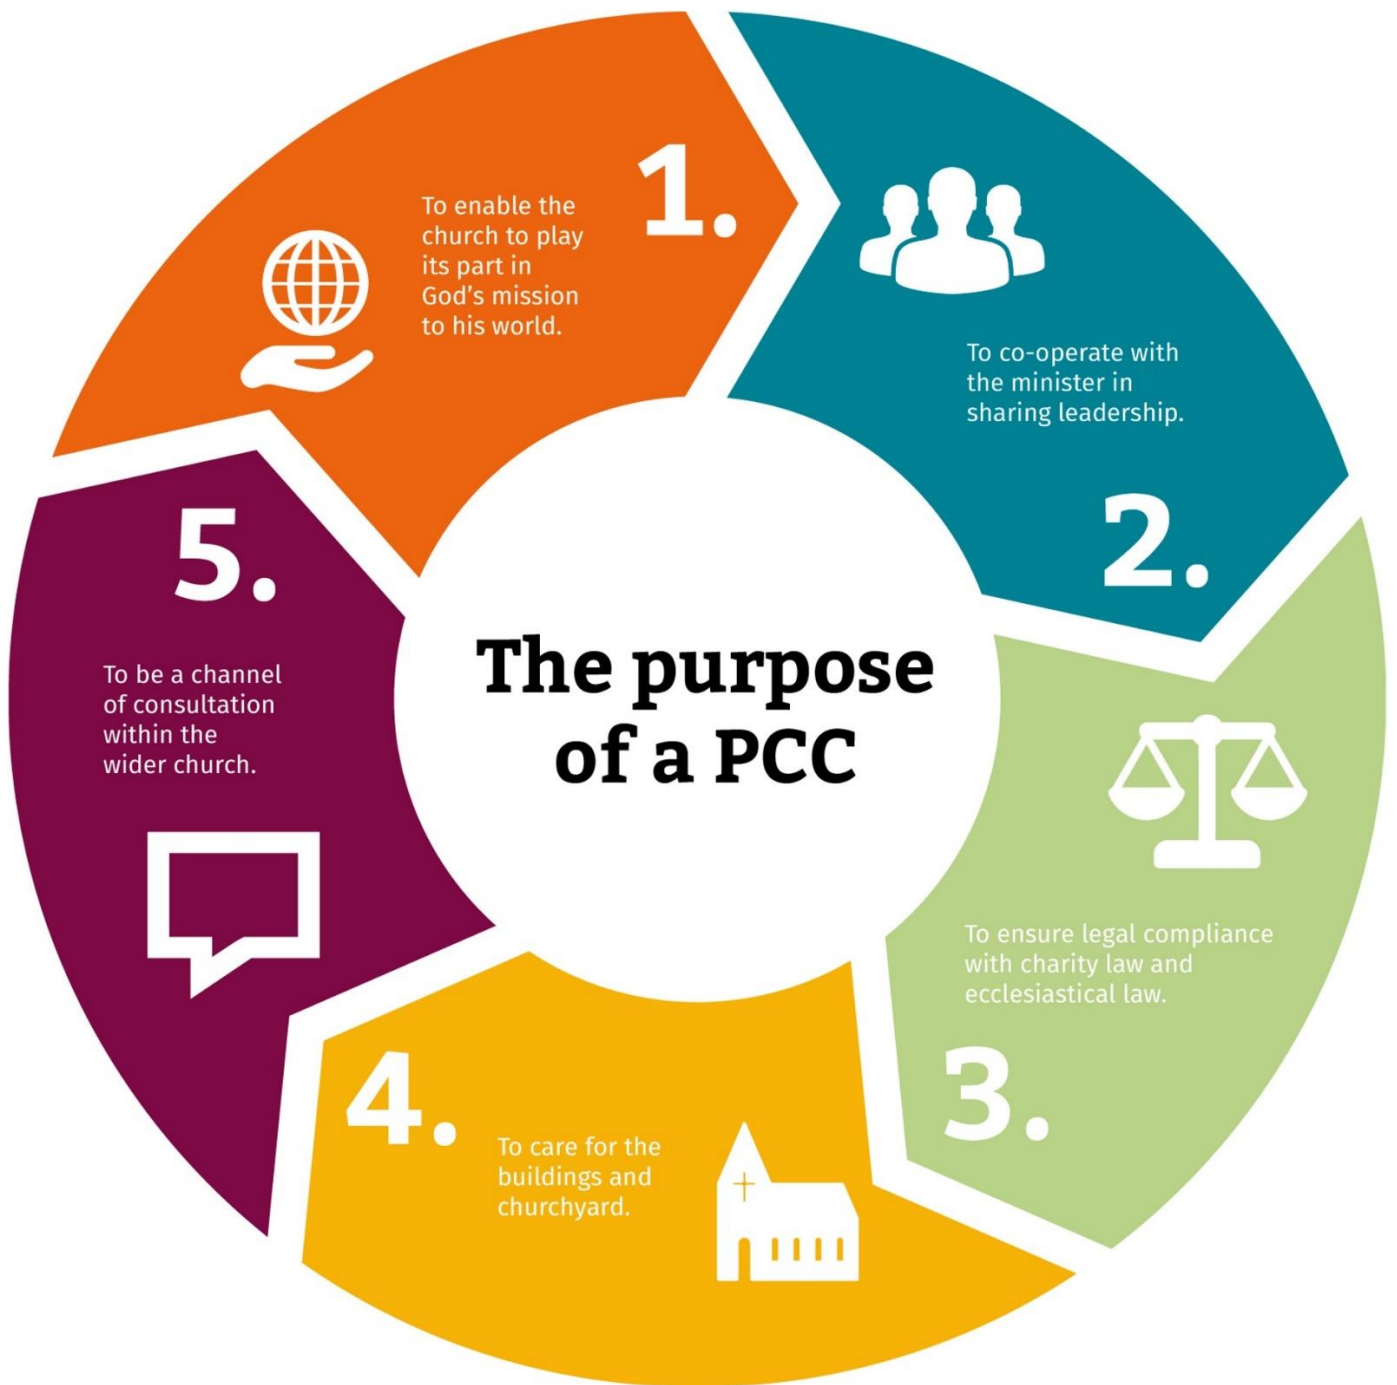 The purpose
of a PCC
1.
To enable the
church to play
its part in
God's mission
to his world.
To co-operate with
the minister in
sharing leadership.
2.
To ensure legal compliance
with charity law and
ecclesiastical law.
3.
4.
To care for the
buildings and
churchyard.
5.
To be a channel
of consultation
within the
wider church.